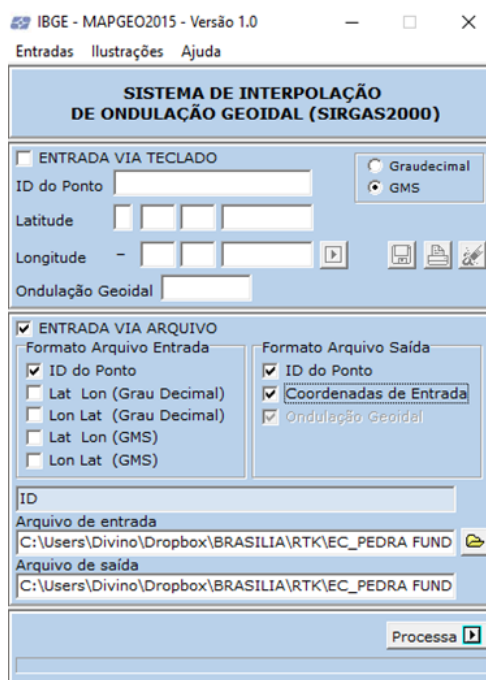 IBGE - MAPGEO2015 - Versão 1.0
Entradas Ilustrações Ajuda
SISTEMA DE INTERPOLAÇÃO
DE ONDULAÇÃO GEOIDAL (SIRGAS2000)
ENTRADA VIA TECLADO
Graudecimal
ID do Ponto
GMS
Latitude
Longitude -
Ondulação Geoidal
ENTRADA VIA ARQUIVO
Formato Arquivo Entrada
Formato Arquivo Saída
ID do Ponto
ID do Ponto
Lat Lon (Grau Decimal)
Coordenadas de Entrada
Lon Lat (Grau Decimal)
Ondulação Geoidal
Lat Lon (GMS)
Lon Lat (GMS)
ID
Arquivo de entrada
C:\Users\Divino\Dropbox\BRASILIA\RTK\EC_PEDRA FUND
Arquivo de saída
C:\Users\Divino\Dropbox\BRASILIA\RTK\EC_PEDRA FUND
Processa